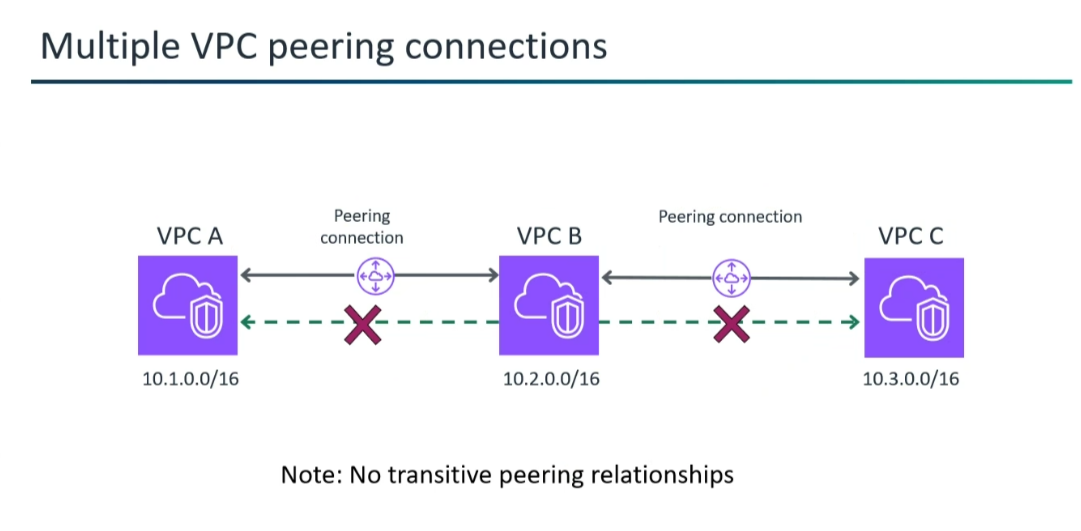 Multiple VPC peering connections
Peering
connection
Peering connection
VPC A
VPC B
VPC C
10.1.0.0/16
10.2.0.0/16
10.3.0.0/16
Note: No transitive peering relationships